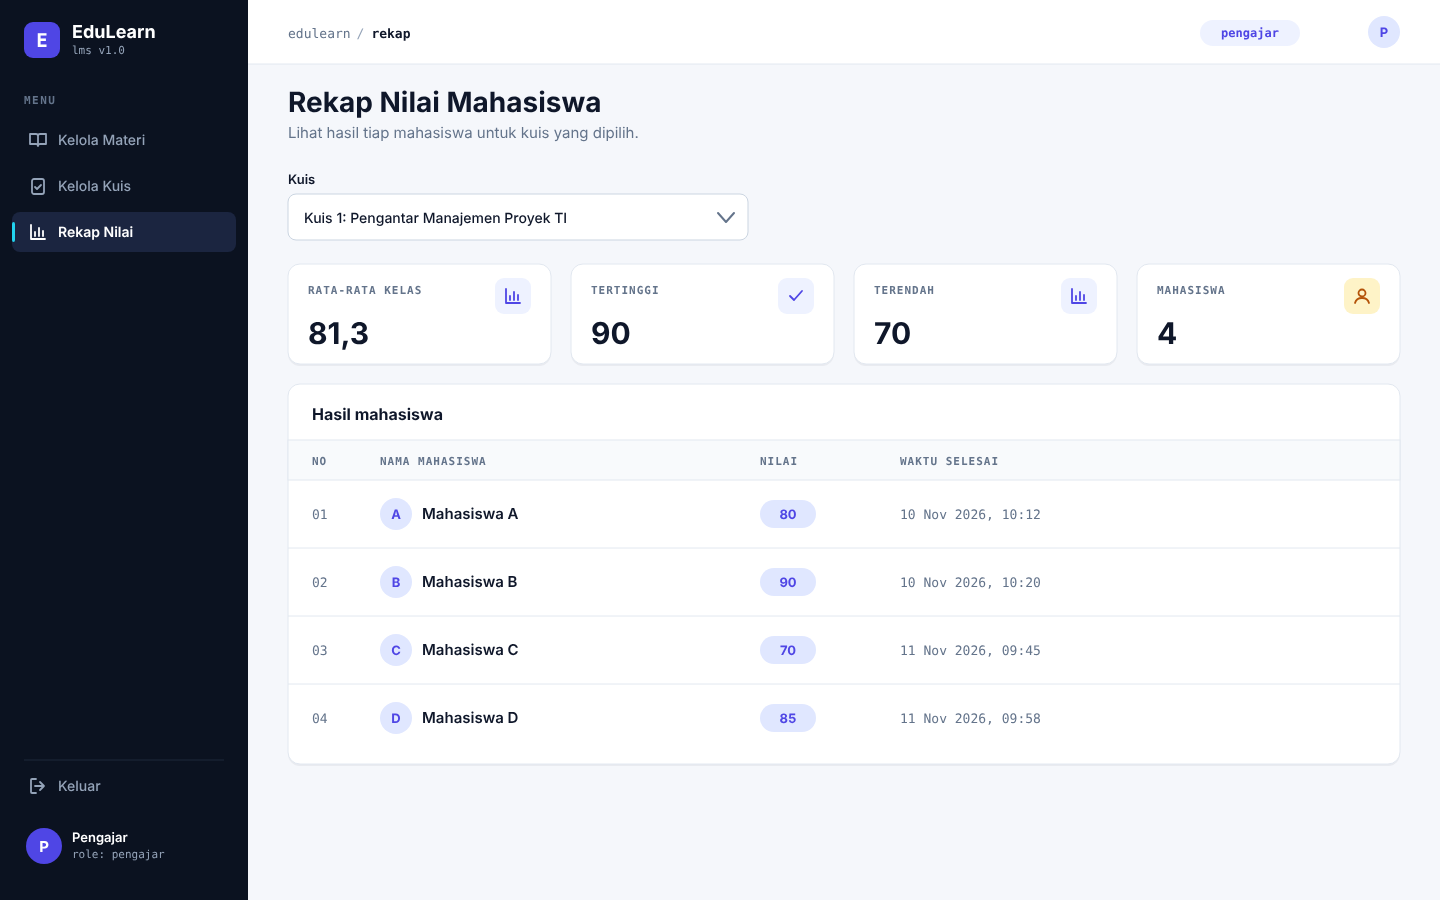 E
EduLearn
lms v1.0
MENU
Kelola Materi
Kelola Kuis
Rekap Nilai
Keluar
P
Pengajar
role: pengajar
edulearn / rekap
pengajar
P
Rekap Nilai Mahasiswa
Lihat hasil tiap mahasiswa untuk kuis yang dipilih.
Kuis
Kuis 1: Pengantar Manajemen Proyek TI
RATA-RATA KELAS
81,3
TERTINGGI
90
TERENDAH
70
MAHASISWA
4
Hasil mahasiswa
NO NAMA MAHASISWA NILAI WAKTU SELESAI
01 A Mahasiswa A 80 10 Nov 2026, 10:12
02 B Mahasiswa B 90 10 Nov 2026, 10:20
03 C Mahasiswa C 70 11 Nov 2026, 09:45
04 D Mahasiswa D 85 11 Nov 2026, 09:58